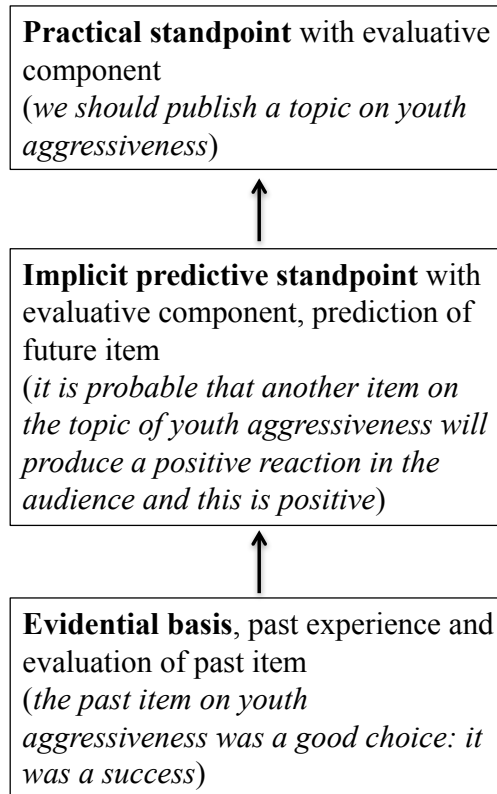 Practical standpoint with evaluative
component
(we should publish a topic on youth
aggressiveness)
Implicit predictive standpoint with
evaluative component, prediction of
future item
(it is probable that another item on
the topic of youth aggressiveness will
produce a positive reaction in the
audience and this is positive)
Evidential basis, past experience and
evaluation of past item
(the past item on youth
aggressiveness was a good choice: it
was a success)